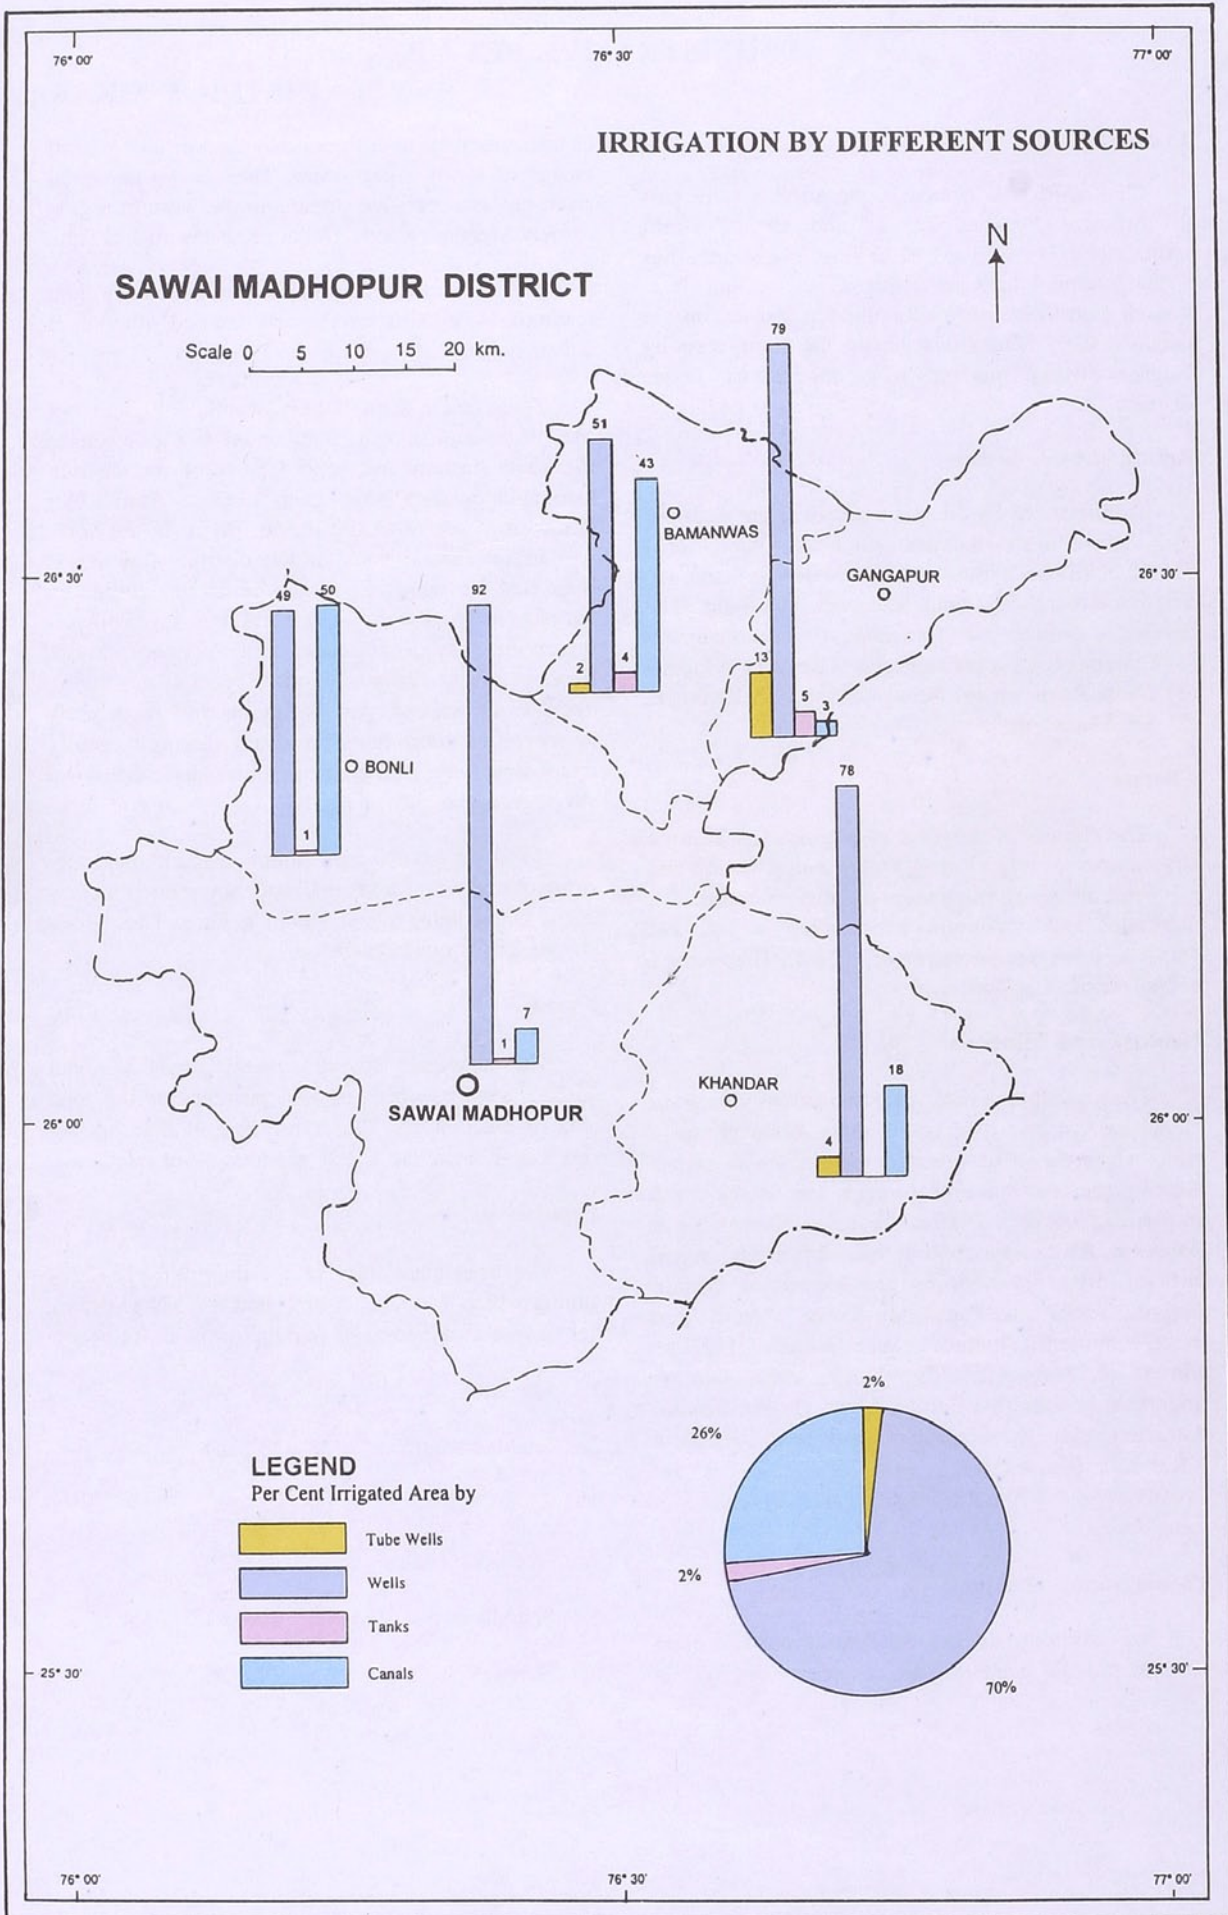 76° 00'
76° 30'
77° 00'
IRRIGATION BY DIFFERENT SOURCES
N
SAWAI MADHOPUR DISTRICT
Scale 0 5 10 15 20 km.
79
51
43
BAMANWAS
26° 30'
26° 30'
GANGAPUR
49
50
92
2
4
13
5
3
BONLI
78
1
7
1
18
KHANDAR
SAWAI MADHOPUR
26° 00'
26° 00'
4
2%
26%
LEGEND
Per Cent Irrigated Area by
Tube Wells
Wells
Tanks
Canals
2%
70%
25° 30'
25° 30'
76° 00'
76° 30'
77° 00'